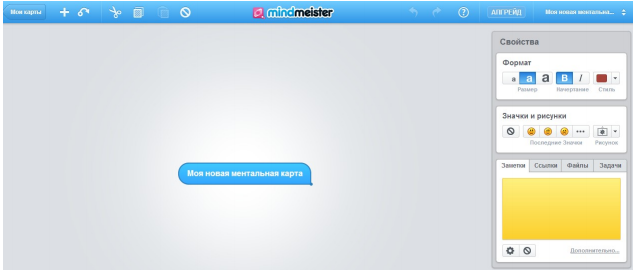 Мои карты
mindmeister
АПГРЕЙД
Моя новая ментальна...
Свойства
Формат
a a a B I
Размер Начертание Стиль
Значки и рисунки
Последние Значки Рисунок
Заметки Ссылки Файлы Задачи
Дополнительно...
Моя новая ментальная карта